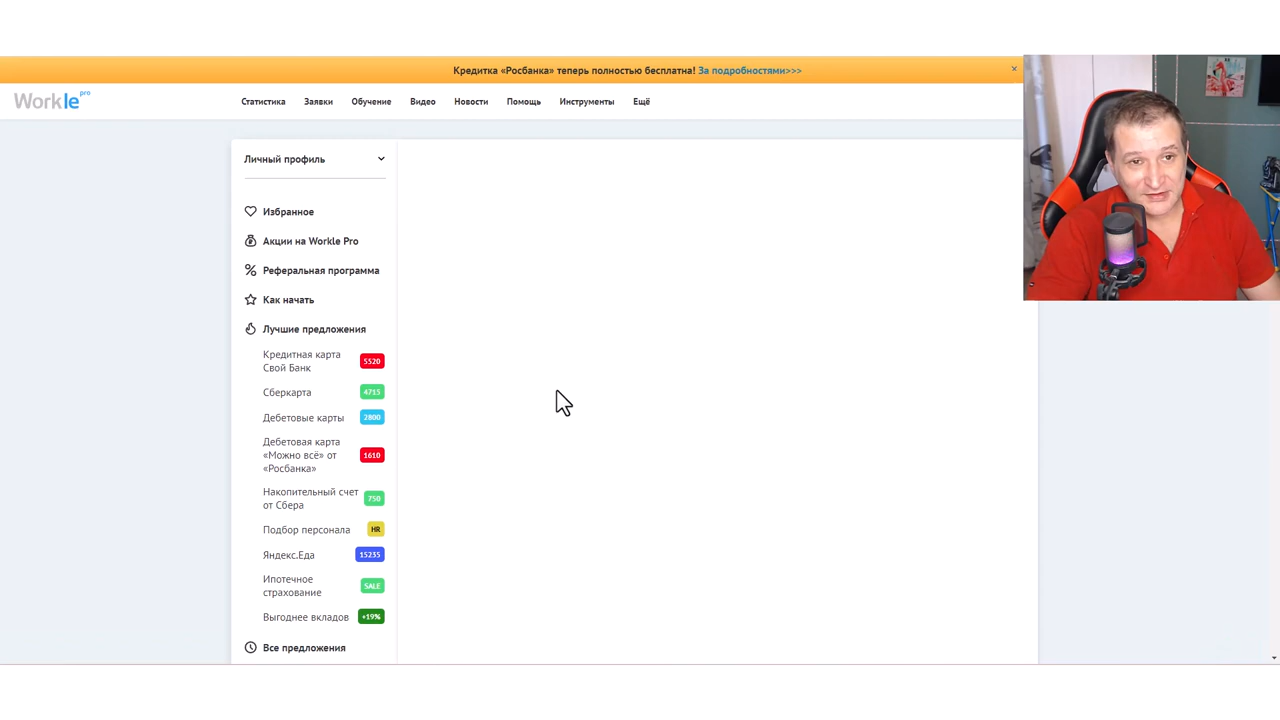 Кредитка «Росбанка» теперь полностью бесплатна! За подробностями>>>
×
Workle pro
Статистика Заявки Обучение Видео Новости Помощь Инструменты Ещё
Личный профиль
Избранное
Акции на Workle Pro
Реферальная программа
Как начать
Лучшие предложения
Кредитная карта
Свой Банк
5520
Сберкарта 4715
Дебетовые карты 2800
Дебетовая карта
«Можно всё» от
«Росбанка»
1610
Накопительный счет
от Сбера
750
Подбор персонала HR
Яндекс.Еда 15235
Ипотечное
страхование
SALE
Выгоднее вкладов +19%
Все предложения